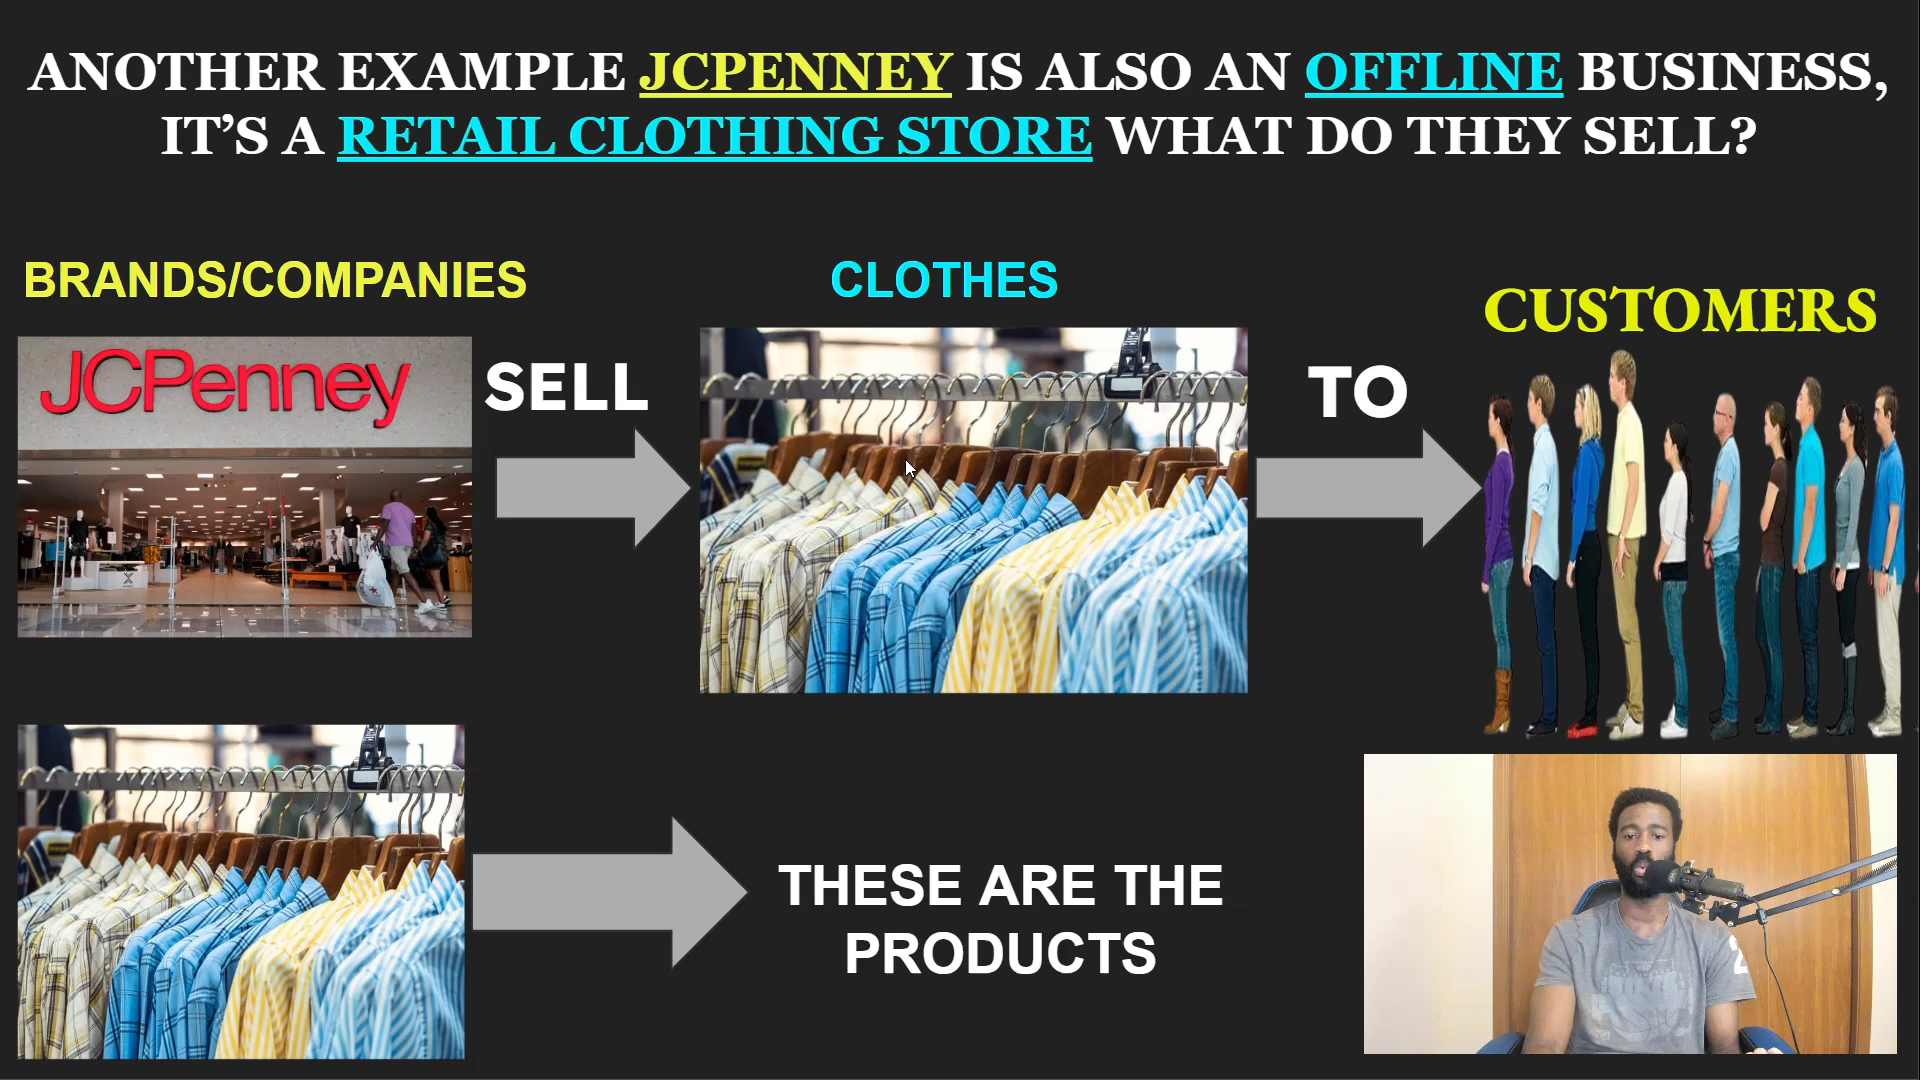 ANOTHER EXAMPLE JCPENNEY IS ALSO AN OFFLINE BUSINESS,
IT’S A RETAIL CLOTHING STORE WHAT DO THEY SELL?
BRANDS/COMPANIES
CLOTHES
CUSTOMERS
JCPenney
SELL
TO
THESE ARE THE
PRODUCTS